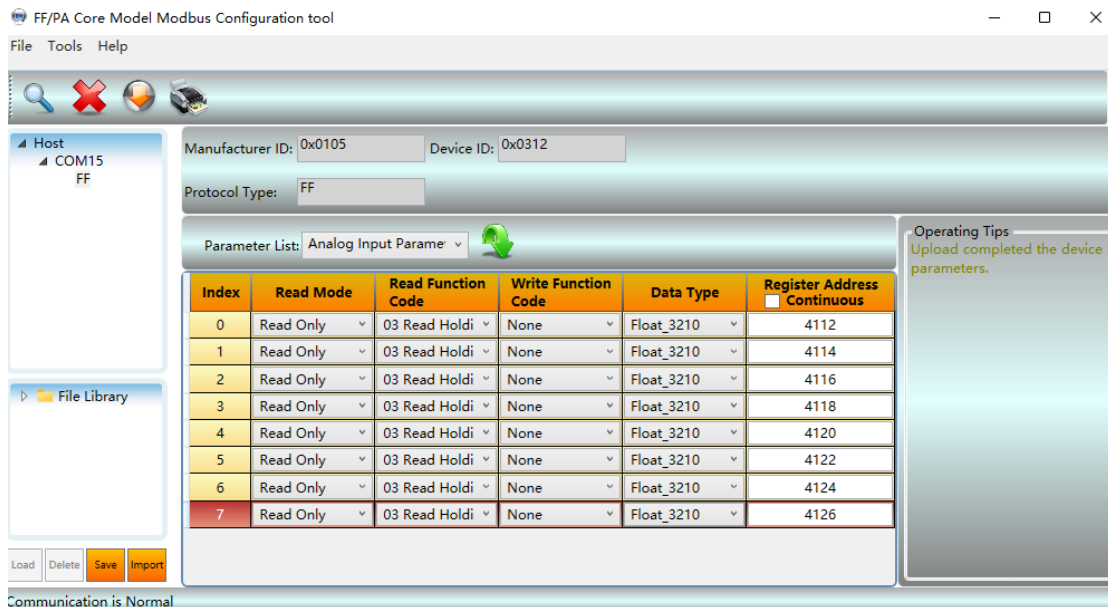 FF/PA Core Model Modbus Configuration tool
File Tools Help
Host
COM15
FF
Manufacturer ID: 0x0105 Device ID: 0x0312
Protocol Type: FF
Parameter List: Analog Input Parame
Operating Tips
Upload completed the device
parameters.
Index Read Mode Read Function Code Write Function Code Data Type Register Address Continuous
0 Read Only 03 Read Holdi None Float_3210 4112
1 Read Only 03 Read Holdi None Float_3210 4114
2 Read Only 03 Read Holdi None Float_3210 4116
3 Read Only 03 Read Holdi None Float_3210 4118
4 Read Only 03 Read Holdi None Float_3210 4120
5 Read Only 03 Read Holdi None Float_3210 4122
6 Read Only 03 Read Holdi None Float_3210 4124
7 Read Only 03 Read Holdi None Float_3210 4126
File Library
Load Delete Save Import
Communication is Normal